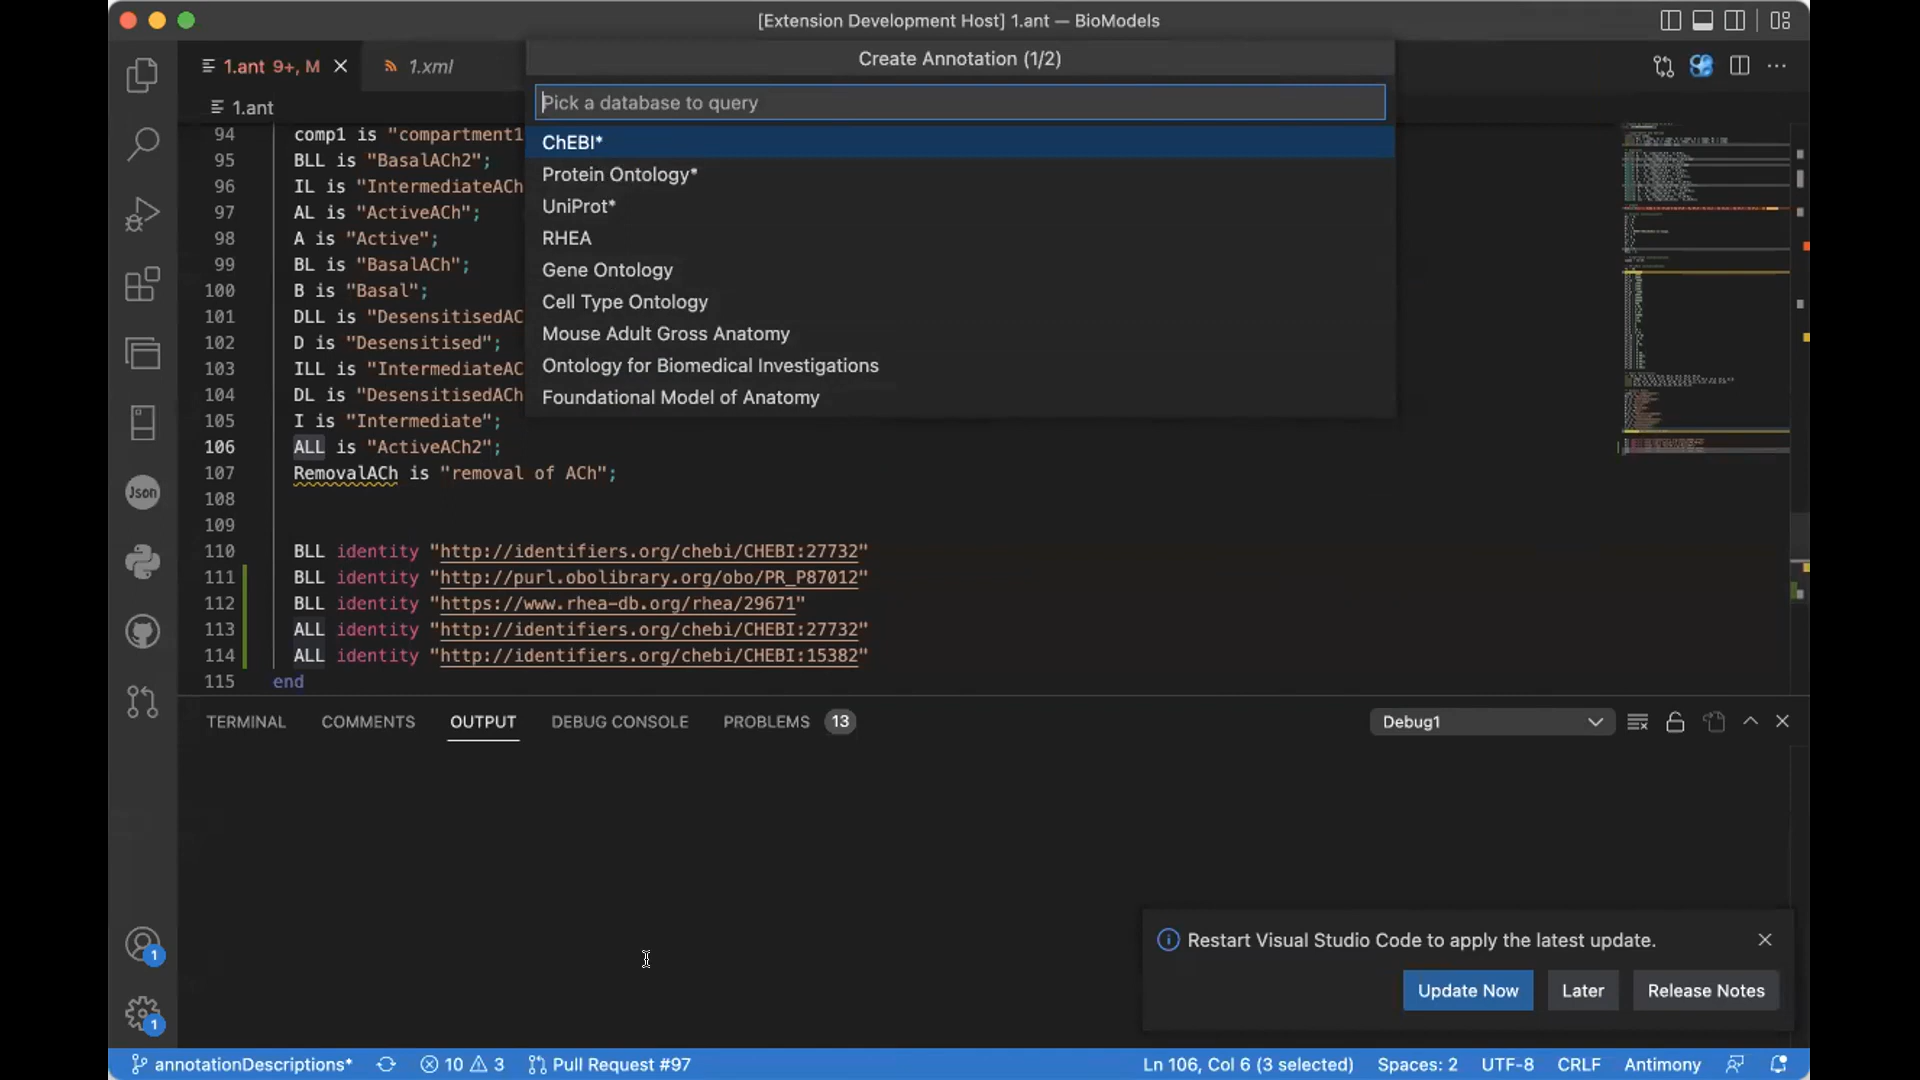 [Extension Development Host] 1.ant — BioModels
1.ant 9+, M
1.xml
Create Annotation (1/2)
Pick a database to query
ChEBI*
Protein Ontology*
UniProt*
RHEA
Gene Ontology
Cell Type Ontology
Mouse Adult Gross Anatomy
Ontology for Biomedical Investigations
Foundational Model of Anatomy
1.ant
94 comp1 is "compartment1
95 BLL is "BasalACh2";
96 IL is "IntermediateACh
97 AL is "ActiveACh";
98 A is "Active";
99 BL is "BasalACh";
100 B is "Basal";
101 DLL is "DesensitisedAC
102 D is "Desensitised";
103 ILL is "IntermediateAC
104 DL is "DesensitisedACh
105 I is "Intermediate";
106 ALL is "ActiveACh2";
107 RemovalACh is "removal of ACh";
108
109
110 BLL identity "http://identifiers.org/chebi/CHEBI:27732"
111 BLL identity "http://purl.obolibrary.org/obo/PR_P87012"
112 BLL identity "https://www.rhea-db.org/rhea/29671"
113 ALL identity "http://identifiers.org/chebi/CHEBI:27732"
114 ALL identity "http://identifiers.org/chebi/CHEBI:15382"
115 end
Json
TERMINAL COMMENTS OUTPUT DEBUG CONSOLE PROBLEMS 13
Debug1
Restart Visual Studio Code to apply the latest update.
Update Now Later Release Notes
1
1
annotationDescriptions* 10 3 Pull Request #97 Ln 106, Col 6 (3 selected) Spaces: 2 UTF-8 CRLF Antimony